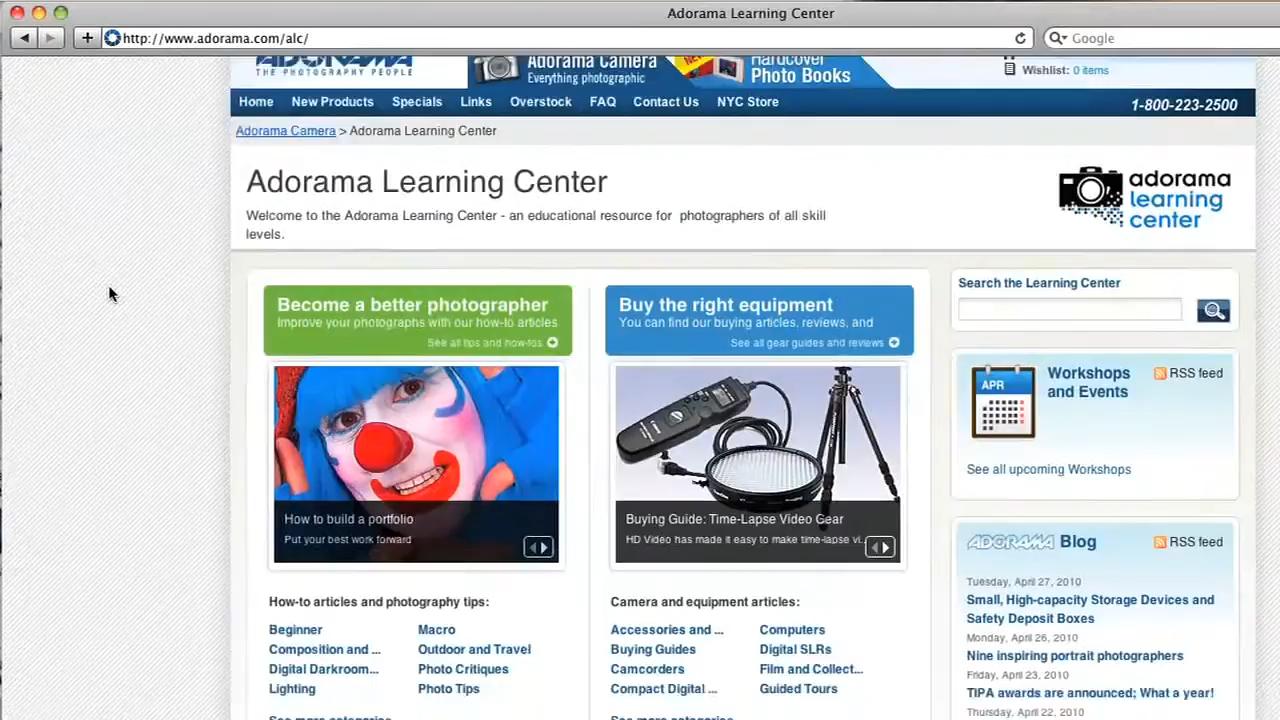 Adorama Learning Center
http://www.adorama.com/alc/
Google
ADORAMA
THE PHOTOGRAPHY PEOPLE
Adorama Camera
Everything photographic
NEW
Hardcover
Photo Books
Wishlist: 0 items
Home New Products Specials Links Overstock FAQ Contact Us NYC Store
1-800-223-2500
Adorama Camera > Adorama Learning Center
Adorama Learning Center
Welcome to the Adorama Learning Center - an educational resource for photographers of all skill
levels.
adorama
learning
center
Become a better photographer
Improve your photographs with our how-to articles
See all tips and how-tos
How to build a portfolio
Put your best work forward
How-to articles and photography tips:
Beginner
Composition and ...
Digital Darkroom...
Lighting
Macro
Outdoor and Travel
Photo Critiques
Photo Tips
Buy the right equipment
You can find our buying articles, reviews, and
See all gear guides and reviews
Buying Guide: Time-Lapse Video Gear
HD Video has made it easy to make time-lapse vi...
Camera and equipment articles:
Accessories and ...
Buying Guides
Camcorders
Compact Digital ...
Computers
Digital SLRs
Film and Collect...
Guided Tours
Search the Learning Center
APR
Workshops
and Events
RSS feed
See all upcoming Workshops
ADORAMA Blog
RSS feed
Tuesday, April 27, 2010
Small, High-capacity Storage Devices and
Safety Deposit Boxes
Monday, April 26, 2010
Nine inspiring portrait photographers
Friday, April 23, 2010
TIPA awards are announced; What a year!
Thursday, April 22, 2010